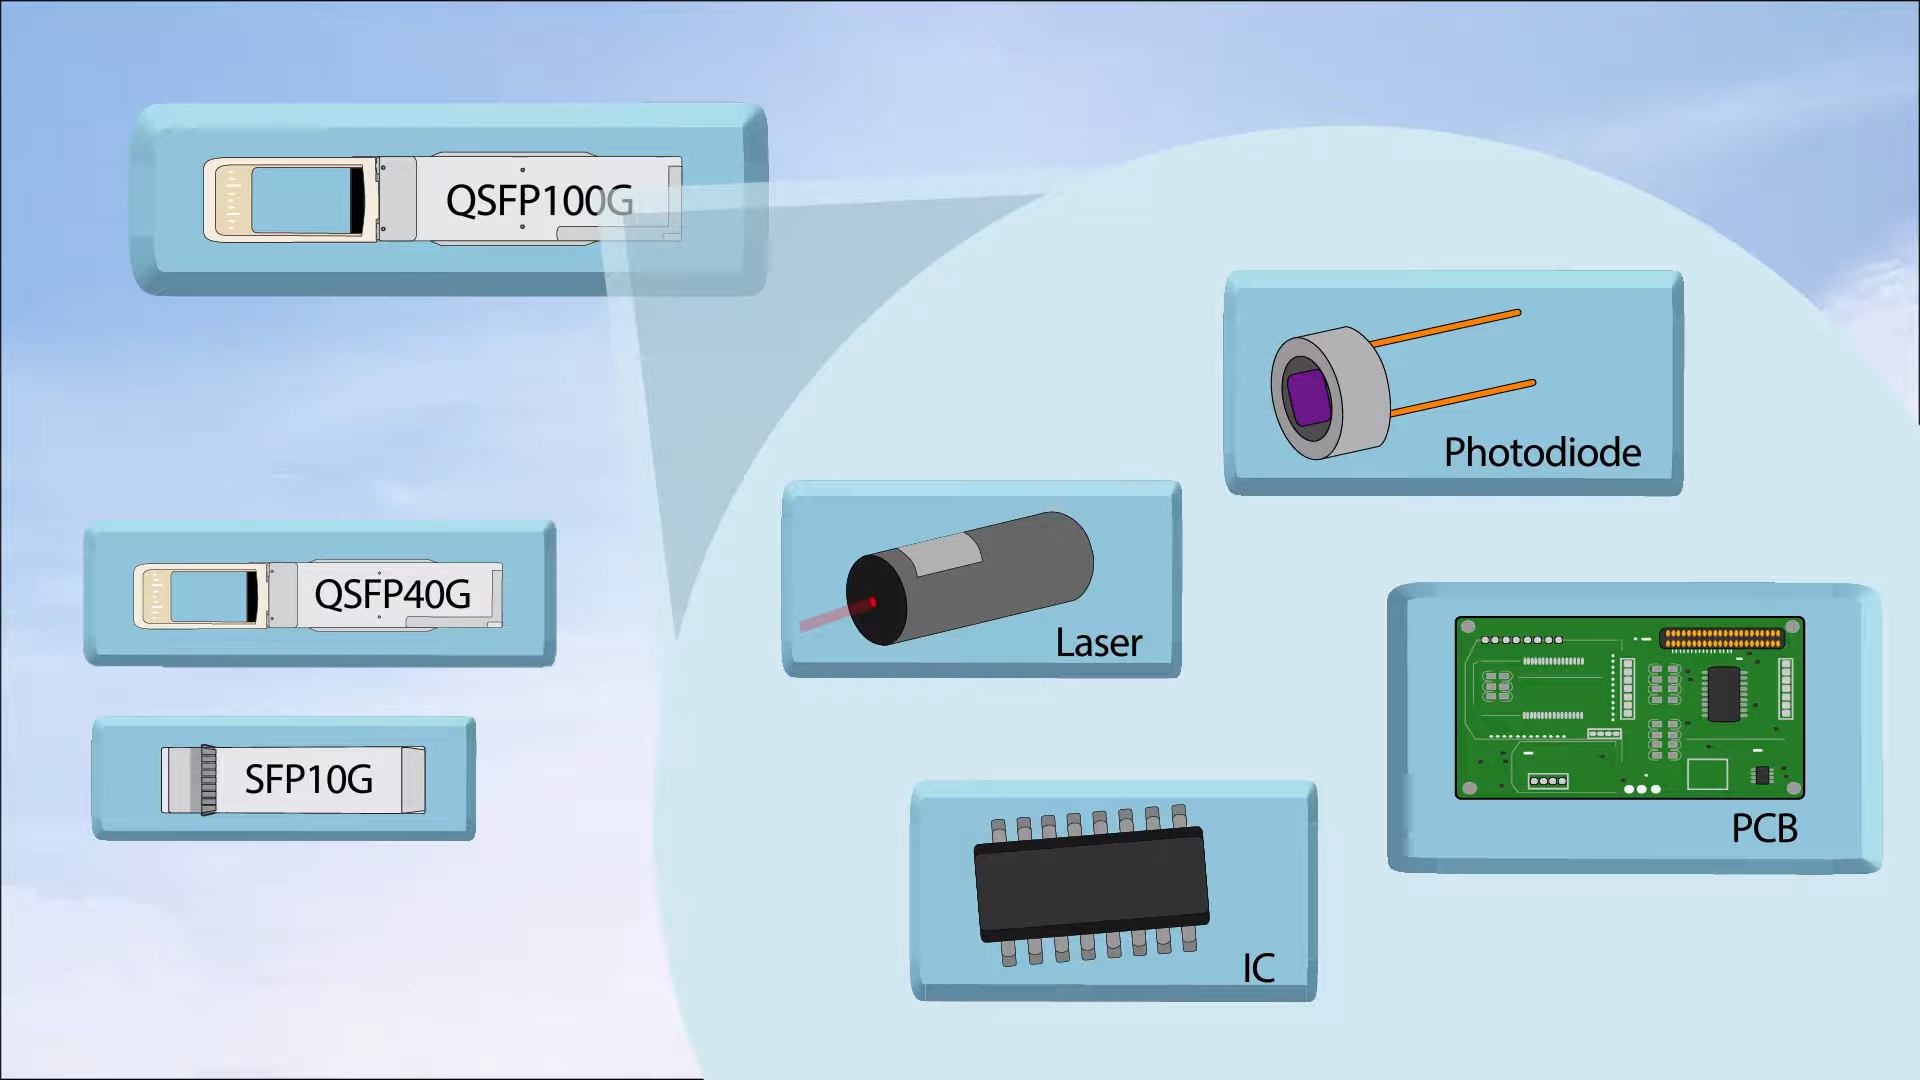 QSFP100G
Photodiode
Laser
QSFP40G
SFP10G
PCB
IC